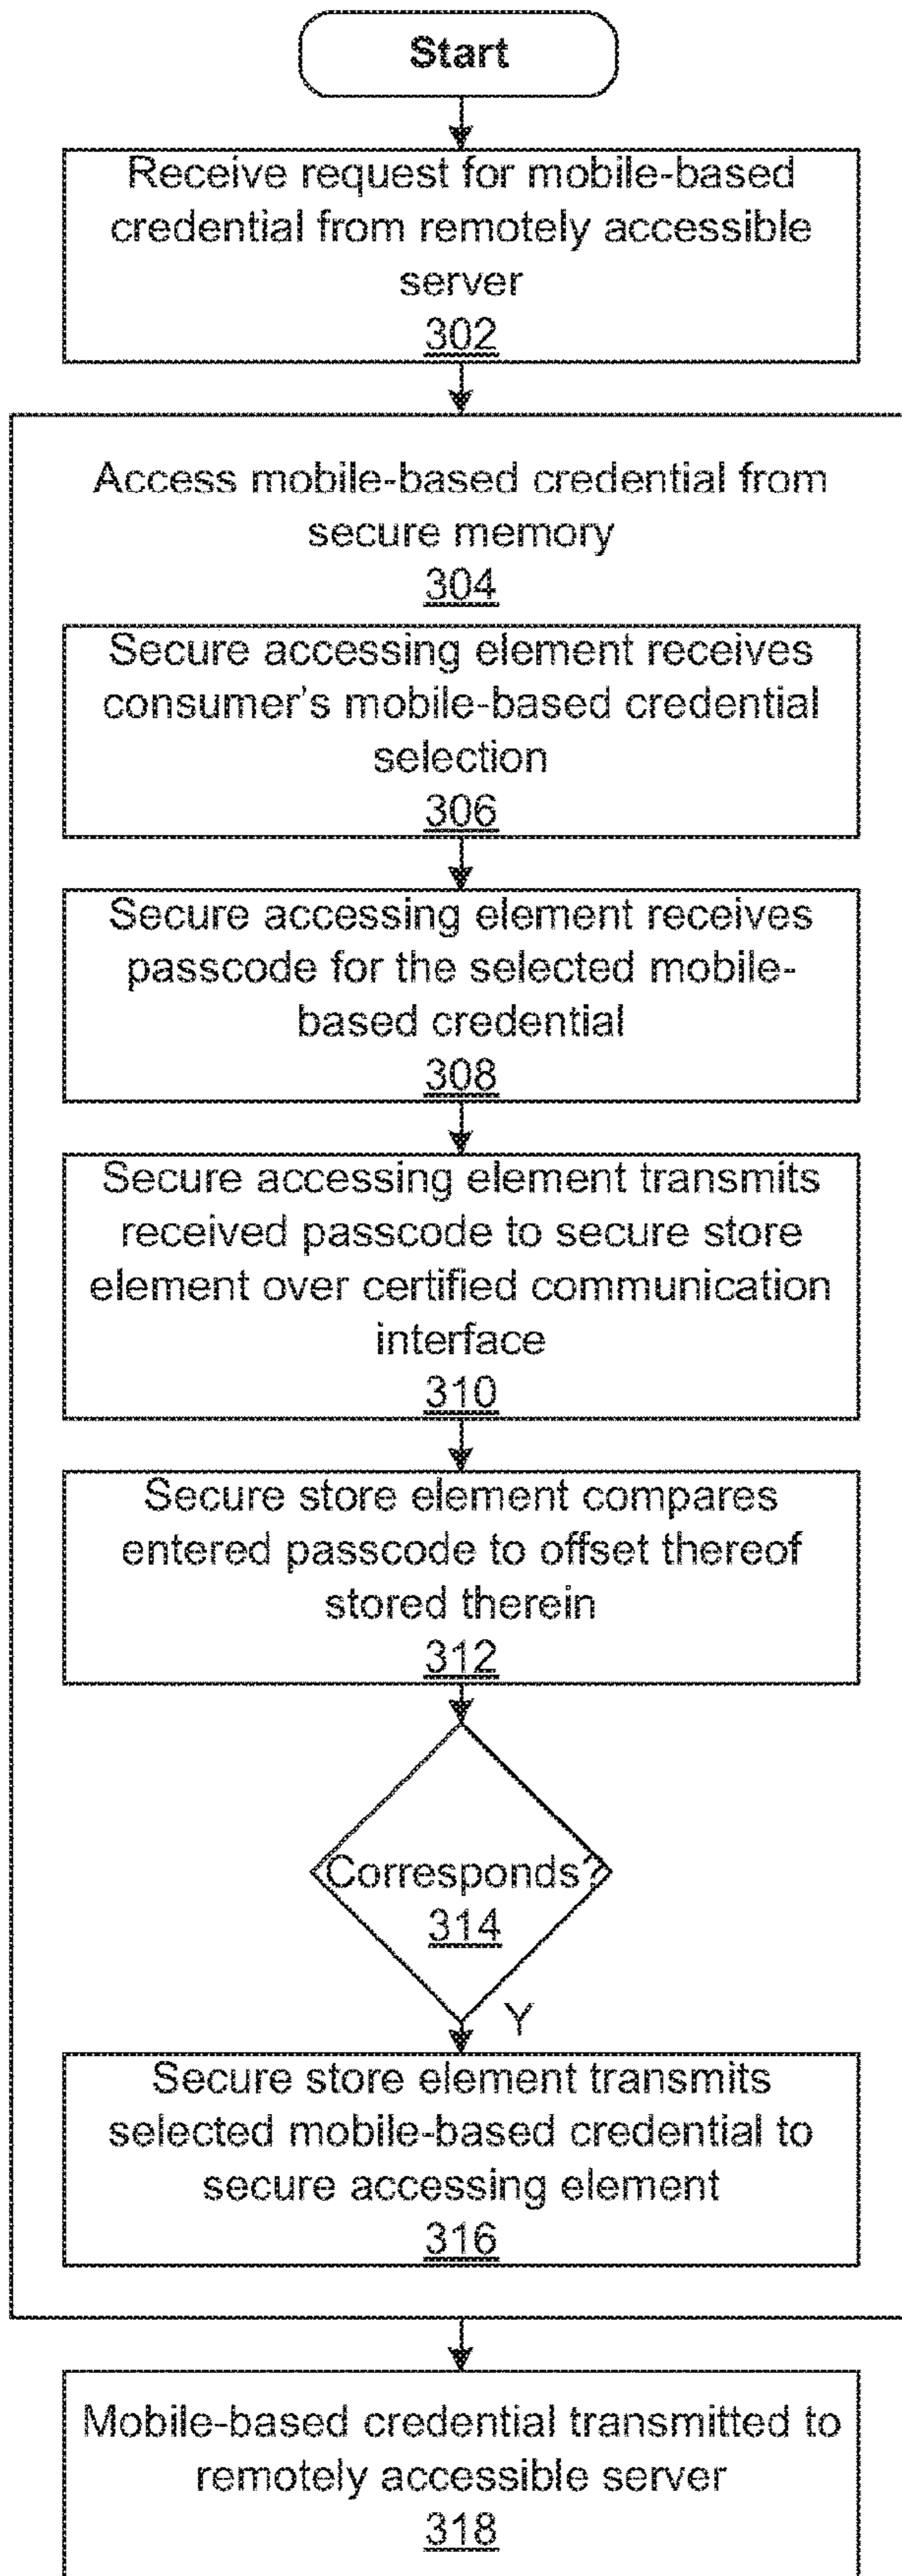 Start
Receive request for mobile-based
credential from remotely accessible
server
302
Access mobile-based credential from
secure memory
304
Secure accessing element receives
consumer's mobile-based credential
selection
306
Secure accessing element receives
passcode for the selected mobile-
based credential
308
Secure accessing element transmits
received passcode to secure store
element over certified communication
interface
310
Secure store element compares
entered passcode to offset thereof
stored therein
312
Corresponds?
314
Y
Secure store element transmits
selected mobile-based credential to
secure accessing element
316
Mobile-based credential transmitted to
remotely accessible server
318